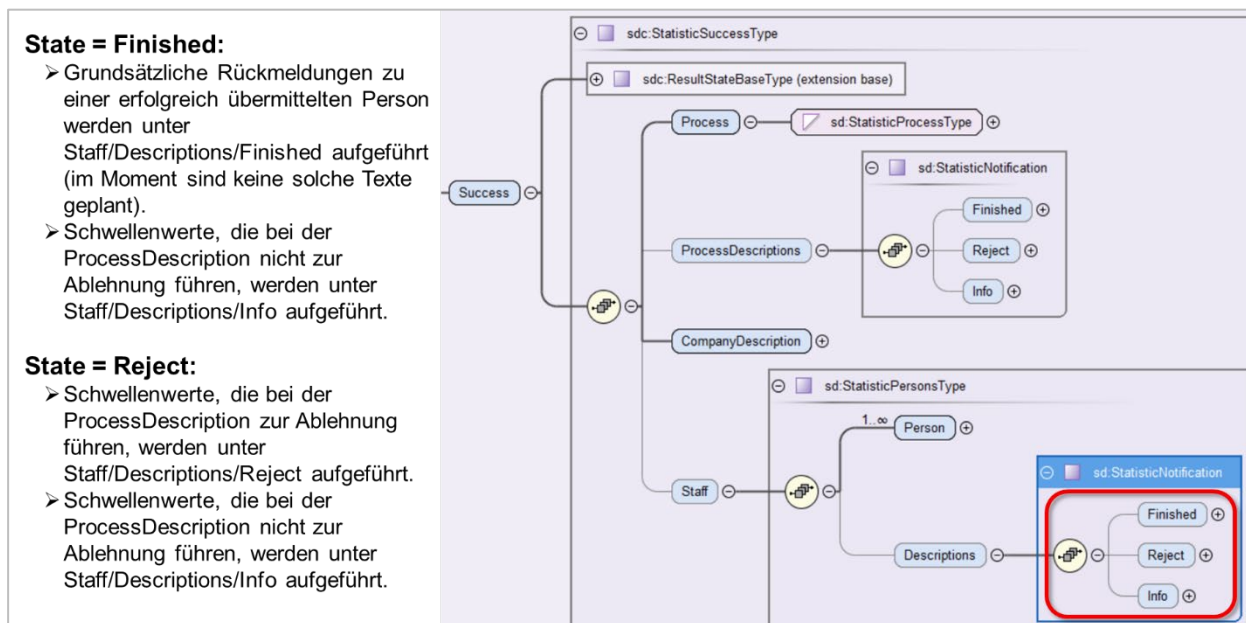 State = Finished:
➢ Grundsätzliche Rückmeldungen zu
einer erfolgreich übermittelten Person
werden unter
Staff/Descriptions/Finished aufgeführt
(im Moment sind keine solche Texte
geplant).
➢ Schwellenwerte, die bei der
ProcessDescription nicht zur
Ablehnung führen, werden unter
Staff/Descriptions/Info aufgeführt.
State = Reject:
➢ Schwellenwerte, die bei der
ProcessDescription zur Ablehnung
führen, werden unter
Staff/Descriptions/Reject aufgeführt.
➢ Schwellenwerte, die bei der
ProcessDescription nicht zur
Ablehnung führen, werden unter
Staff/Descriptions/Info aufgeführt.
sdc:StatisticSuccessType
sdc:ResultStateBaseType (extension base)
Process
sd:StatisticProcessType
sd:StatisticNotification
Success
Finished
ProcessDescriptions
Reject
Info
CompanyDescription
sd:StatisticPersonsType
1..∞
Person
Staff
sd:StatisticNotification
Finished
Descriptions
Reject
Info